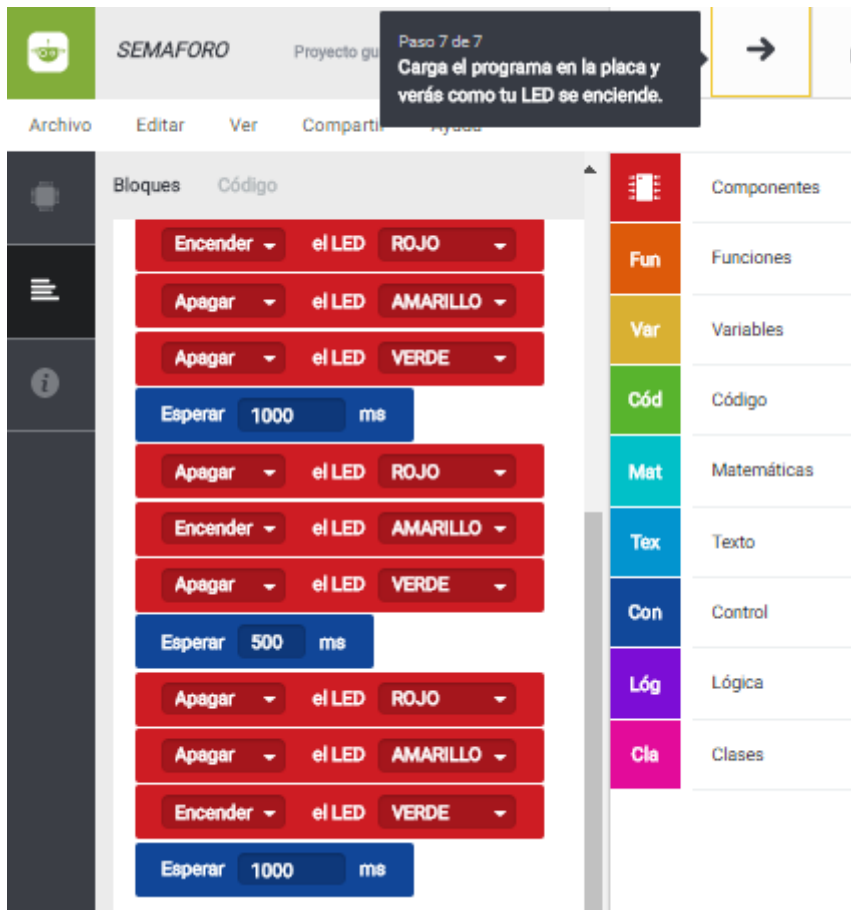 SEMAFORO
Proyecto gu
Paso 7 de 7
Carga el programa en la placa y
verás como tu LED se enciende.
Archivo Editar Ver Compartir Ayuda
Bloques Código
Encender el LED ROJO
Apagar el LED AMARILLO
Apagar el LED VERDE
Esperar 1000 ms
Apagar el LED ROJO
Encender el LED AMARILLO
Apagar el LED VERDE
Esperar 500 ms
Apagar el LED ROJO
Apagar el LED AMARILLO
Encender el LED VERDE
Esperar 1000 ms
Componentes
Fun Funciones
Var Variables
Cód Código
Mat Matemáticas
Tex Texto
Con Control
Lóg Lógica
Cla Clases